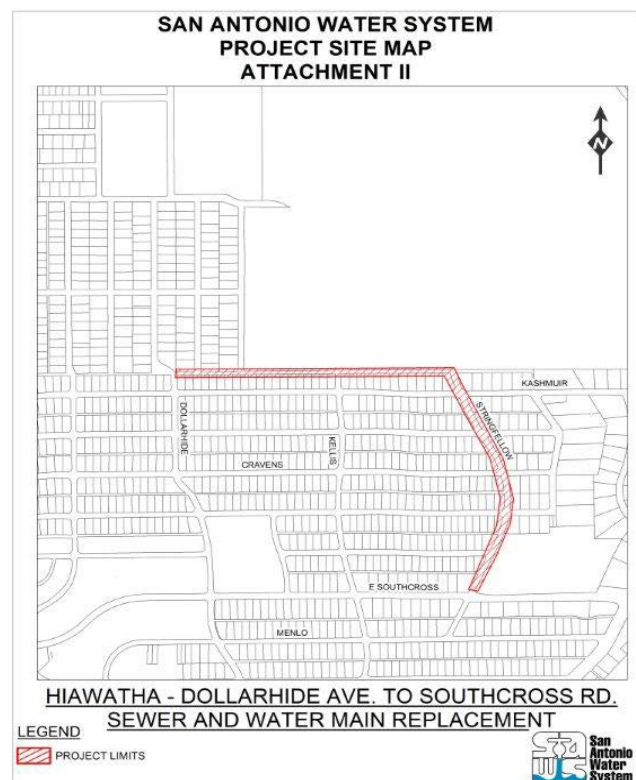 SAN ANTONIO WATER SYSTEM
PROJECT SITE MAP
ATTACHMENT II
N
KASHMUIR
STRINGFELLOW
DOLLARHIDE
KELLIS
CRAVENS
E SOUTHCROSS
MENLO
HIAWATHA - DOLLARHIDE AVE. TO SOUTHCROSS RD.
SEWER AND WATER MAIN REPLACEMENT
LEGEND
PROJECT LIMITS
SAWS
San
Antonio
Water
System